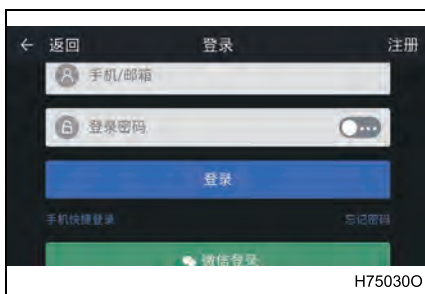 ← 返回 登录 注册
手机/邮箱
登录密码
登录
手机快捷登录 忘记密码
微信登录
H75030O